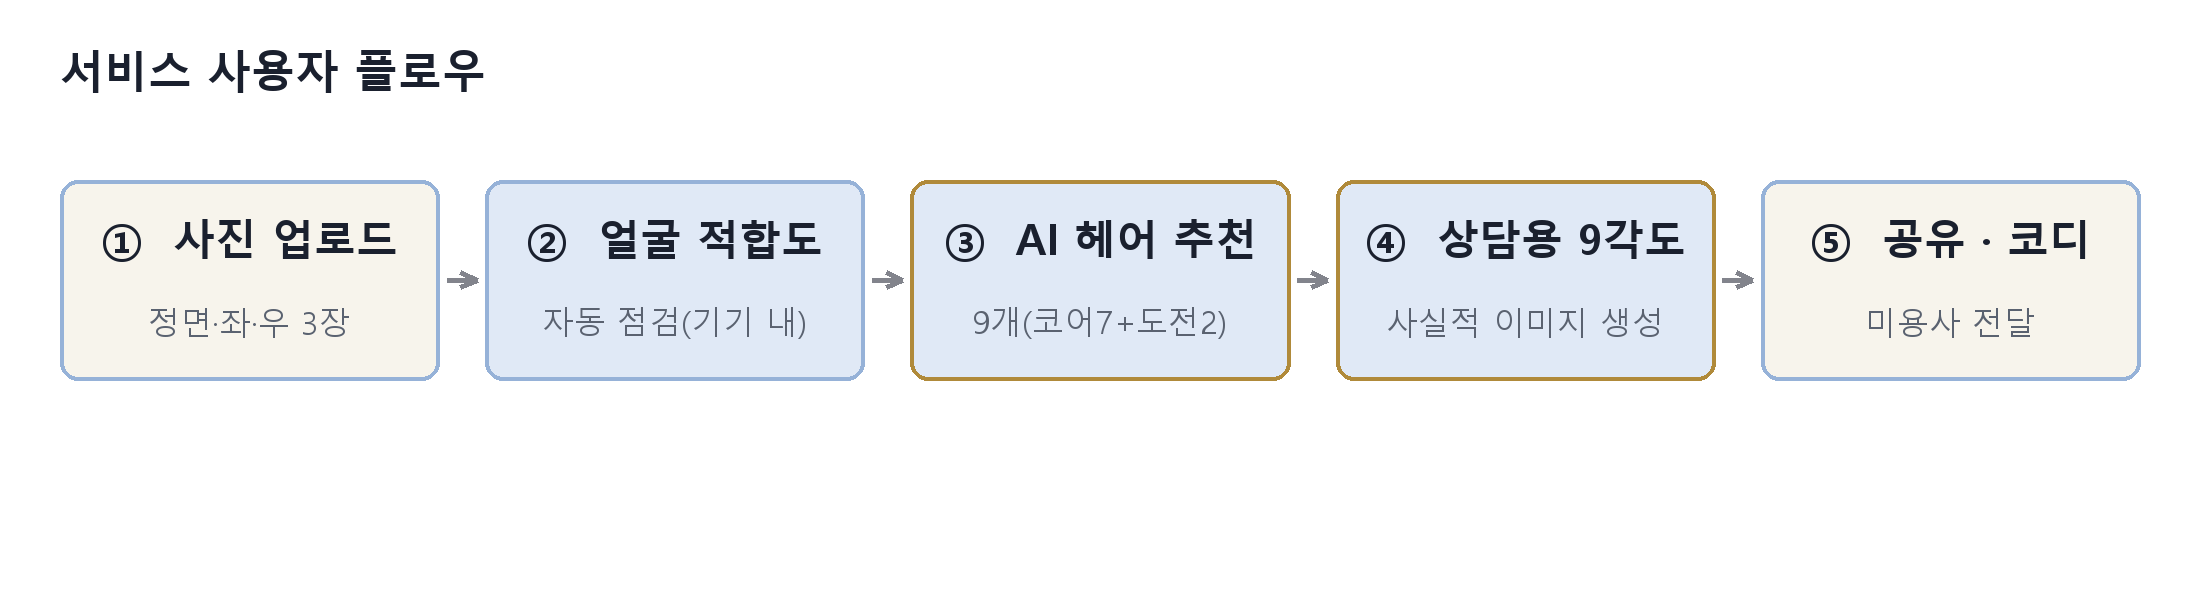 서비스 사용자 플로우
① 사진 업로드
정면·좌·우 3장
② 얼굴 적합도
자동 점검(기기 내)
③ AI 헤어 추천
9개(코어7+도전2)
④ 상담용 9각도
사실적 이미지 생성
⑤ 공유 · 코디
미용사 전달